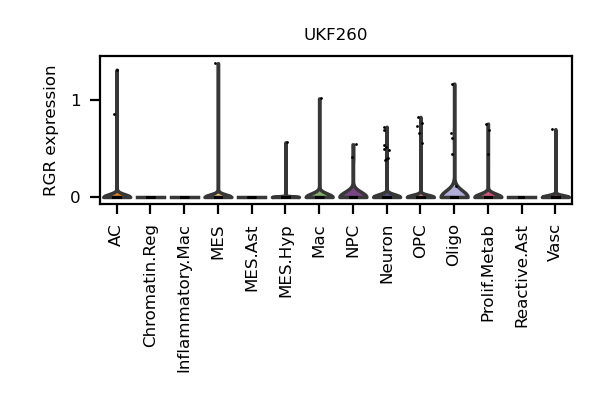 UKF260
RGR expression
1
0
AC
Chromatin.Reg
Inflammatory.Mac
MES
MES.Ast
MES.Hyp
Mac
NPC
Neuron
OPC
Oligo
Prolif.Metab
Reactive.Ast
Vasc